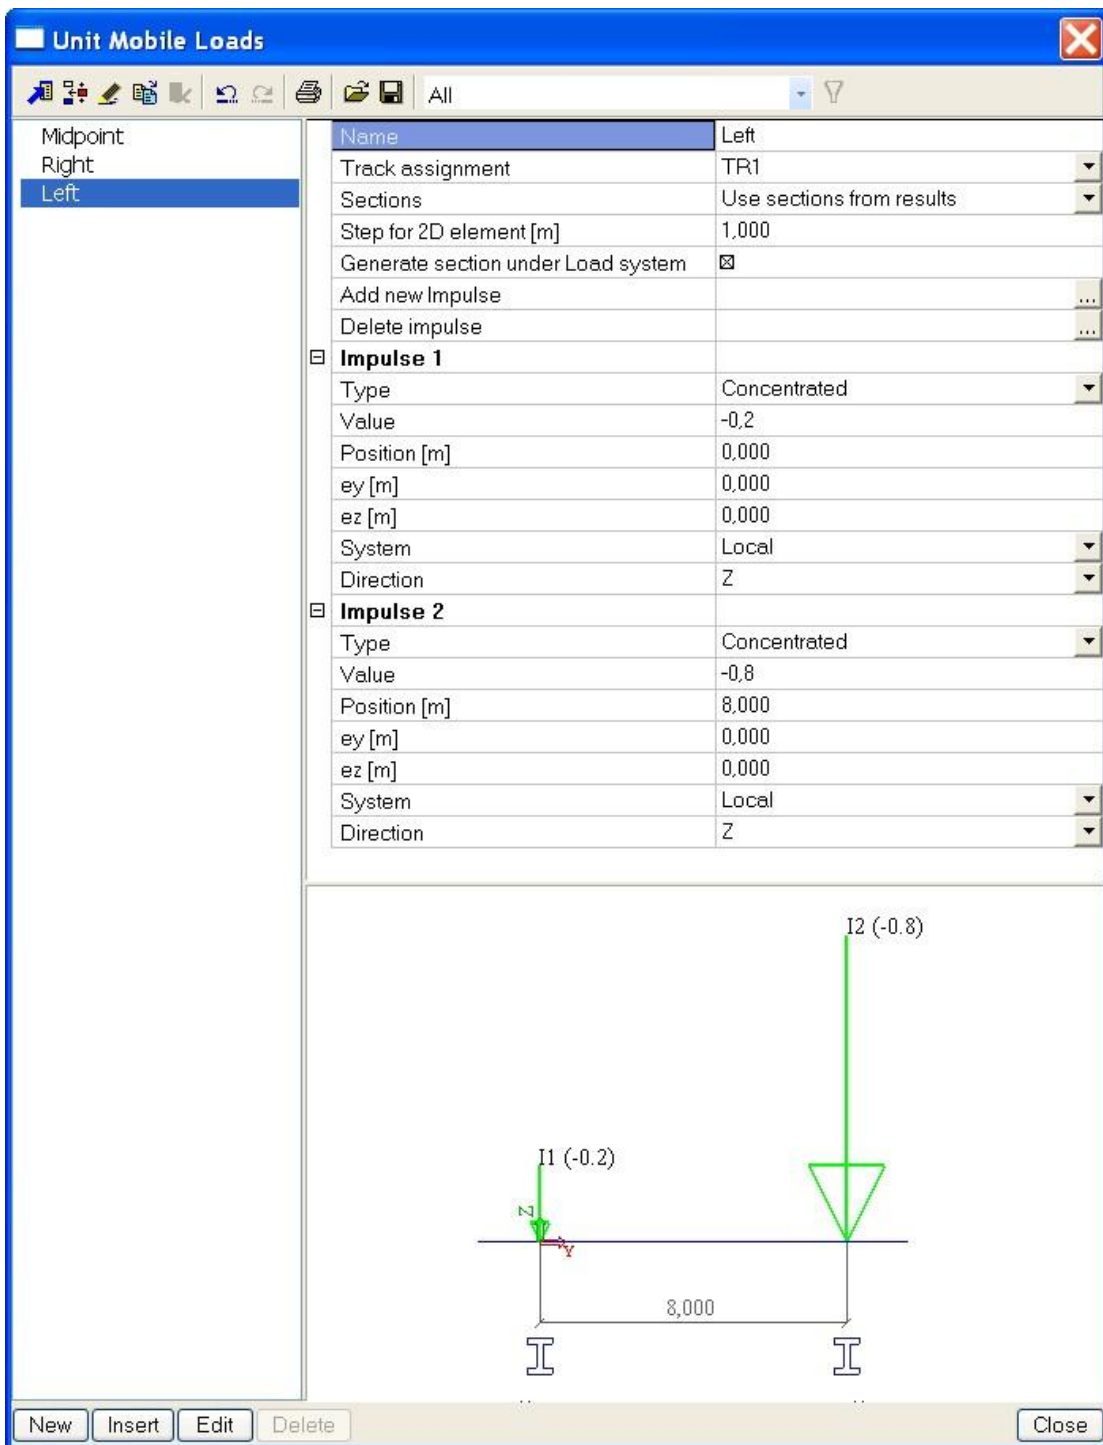 Unit Mobile Loads
All
Midpoint
Right
Left
Name Left
Track assignment TR1
Sections Use sections from results
Step for 2D element [m] 1,000
Generate section under Load system
Add new Impulse ...
Delete impulse ...
Impulse 1
Type Concentrated
Value -0,2
Position [m] 0,000
ey [m] 0,000
ez [m] 0,000
System Local
Direction Z
Impulse 2
Type Concentrated
Value -0,8
Position [m] 8,000
ey [m] 0,000
ez [m] 0,000
System Local
Direction Z
I2 (-0.8)
I1 (-0.2)
Z
Y
8,000
New Insert Edit Delete Close